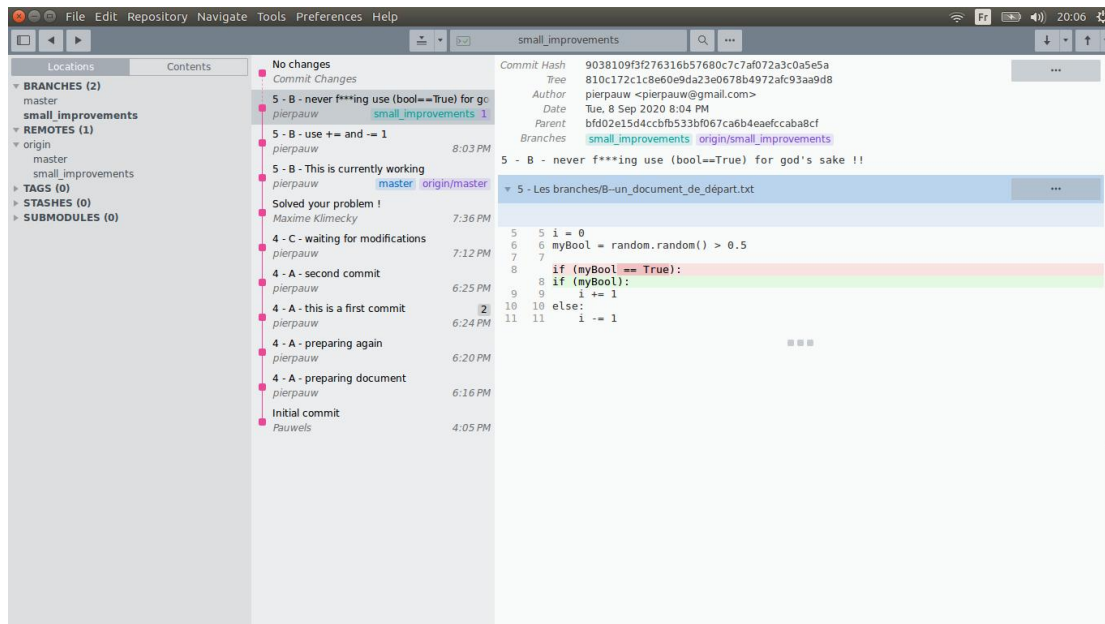 File Edit Repository Navigate Tools Preferences Help
Fr
20:06
small_improvements
Locations
Contents
BRANCHES (2)
master
small_improvements
REMOTES (1)
origin
master
small_improvements
TAGS (0)
STASHES (0)
SUBMODULES (0)
No changes
Commit Changes
5 - B - never f***ing use (bool==True) for go
pierpauw small_improvements 1
5 - B - use += and -= 1
pierpauw 8:03 PM
5 - B - This is currently working
pierpauw master origin/master
Solved your problem !
Maxime Klimecky 7:36 PM
4 - C - waiting for modifications
pierpauw 7:12 PM
4 - A - second commit
pierpauw 6:25 PM
4 - A - this is a first commit 2
pierpauw 6:24 PM
4 - A - preparing again
pierpauw 6:20 PM
4 - A - preparing document
pierpauw 6:16 PM
Initial commit
Pauwels 4:05 PM
Commit Hash 9038109f3f276316b57680c7c7af072a3c0a5e5a
Tree 810c172c1c8e60e9da23e0678b4972afc93aa9d8
Author pierpauw <pierpauw@gmail.com>
Date Tue, 8 Sep 2020 8:04 PM
Parent bfd02e15d4ccbfb533bf067ca6b4eaefccaba8cf
Branches small_improvements origin/small_improvements
5 - B - never f***ing use (bool==True) for god's sake !!
5 - Les branches/B--un_document_de_départ.txt
5 5 i = 0
6 6 myBool = random.random() > 0.5
7 7
8 if (myBool == True):
8 if (myBool):
9 9 i += 1
10 10 else:
11 11 i -= 1